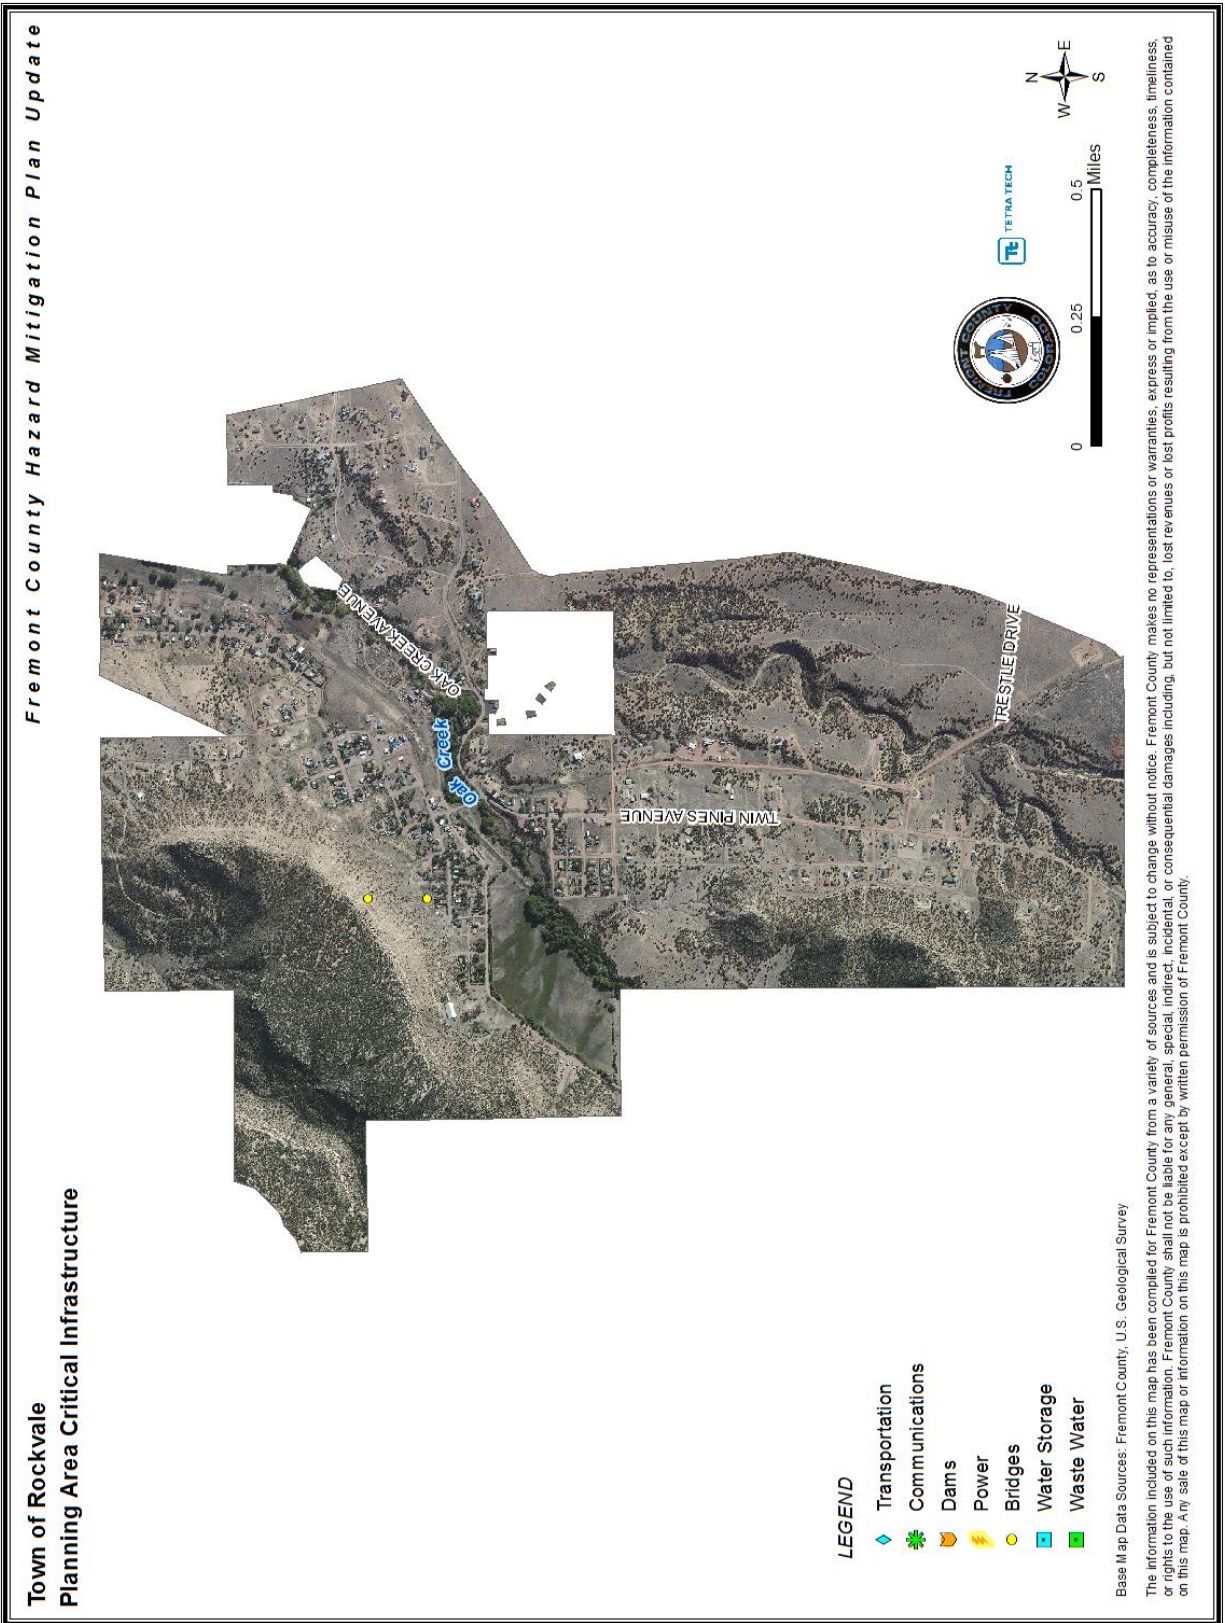 Town of Rockvale
Planning Area Critical Infrastructure
Fremont County Hazard Mitigation Plan Update
OAK CREEK AVENUE
Oak Creek
TWIN PINES AVENUE
TRESTLE DRIVE
LEGEND
Transportation
Communications
Dams
Power
Bridges
Water Storage
Waste Water
FREMONT COUNTY
COLORADO
Tt
TETRA TECH
N
W
E
S
0
0.25
0.5
Miles
Base Map Data Sources: Fremont County, U.S. Geological Survey
The information included on this map has been compiled for Fremont County from a variety of sources and is subject to change without notice. Fremont County makes no representations or warranties, express or implied, as to accuracy, completeness, timeliness,
or rights to the use of such information. Fremont County shall not be liable for any general, special, indirect, incidental, or consequential damages including, but not limited to, lost revenues or lost profits resulting from the use or misuse of the information contained
on this map. Any sale of this map or information on this map is prohibited except by written permission of Fremont County.